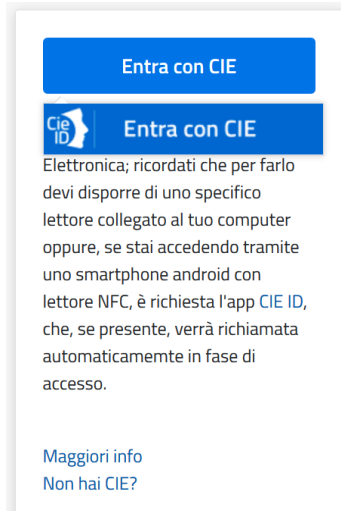 Entra con CIE
Cie ID Entra con CIE
Elettronica; ricordati che per farlo
devi disporre di uno specifico
lettore collegato al tuo computer
oppure, se stai accedendo tramite
uno smartphone android con
lettore NFC, è richiesta l'app CIE ID,
che, se presente, verrà richiamata
automaticamemte in fase di
accesso.
Maggiori info
Non hai CIE?